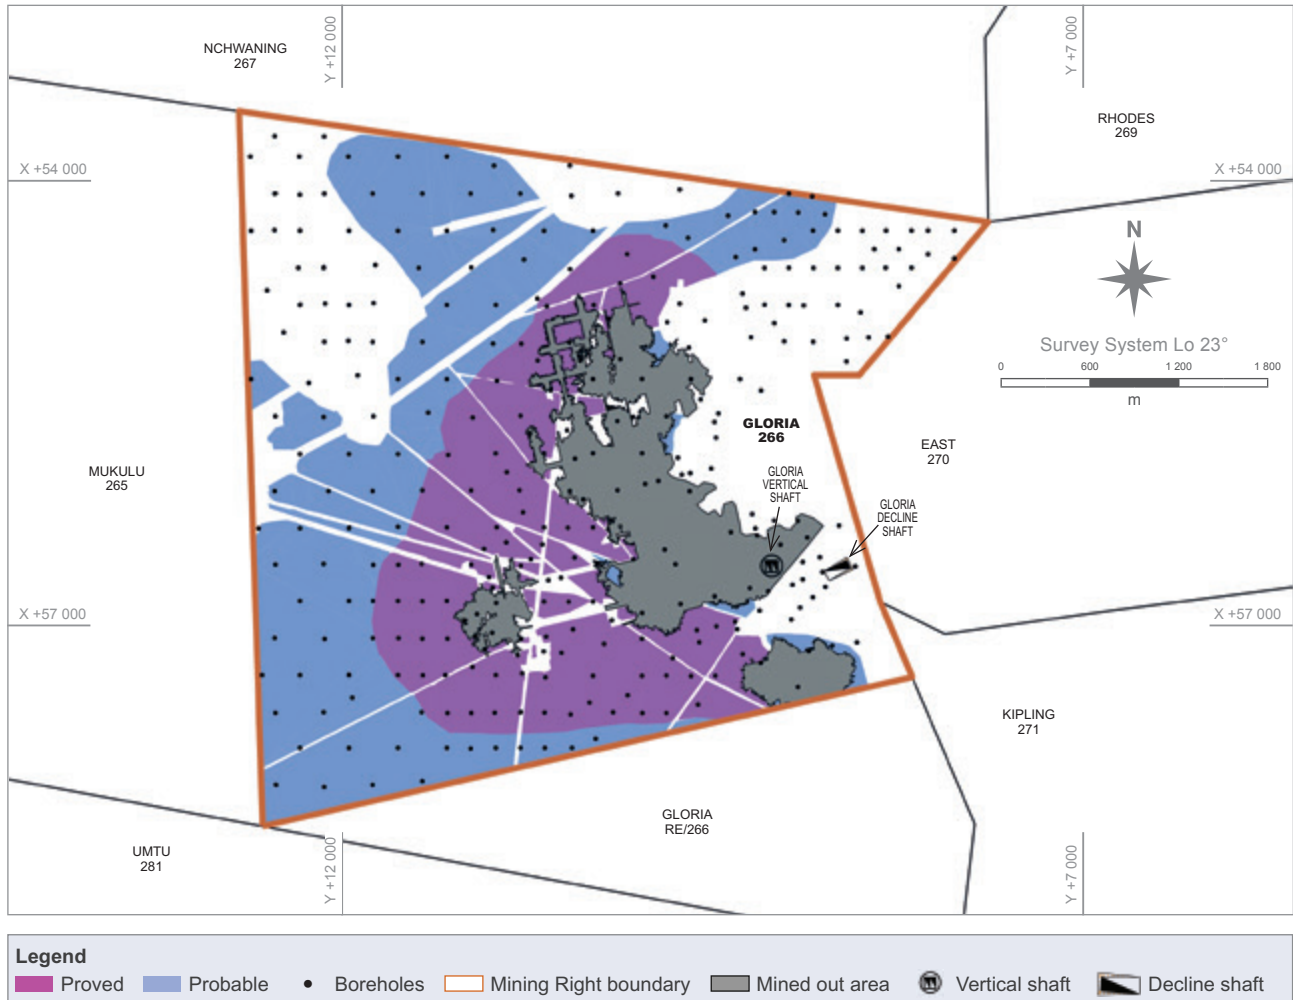 Y +12 000
Y +7 000
NCHWANING
267
RHODES
269
X +54 000
X +54 000
N
Survey System Lo 23°
0 600 1 200 1 800
m
GLORIA
266
EAST
270
MUKULU
265
GLORIA
VERTICAL
SHAFT
GLORIA
DECLINE
SHAFT
X +57 000
X +57 000
KIPLING
271
GLORIA
RE/266
UMTU
281
Y +12 000
Y +7 000
Legend
Proved Probable Boreholes Mining Right boundary Mined out area Vertical shaft Decline shaft